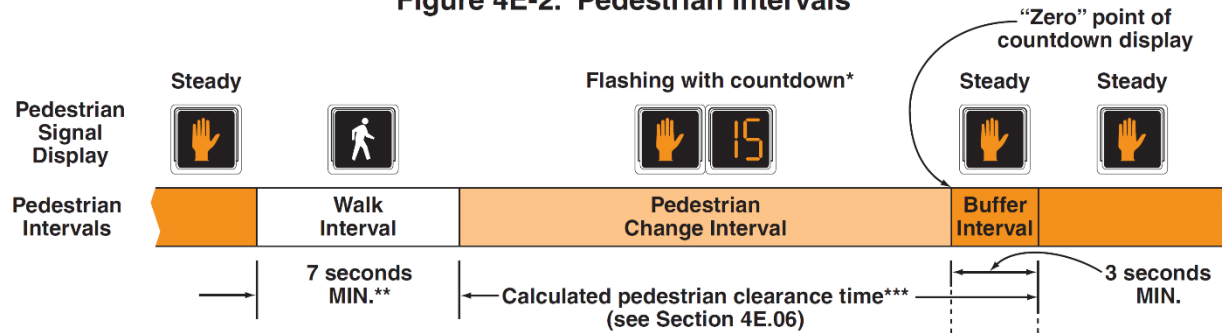 Figure 4E-2. Pedestrian Intervals
“Zero” point of
countdown display
Steady
Flashing with countdown*
Steady
Steady
Pedestrian
Signal
Display
15
Pedestrian
Intervals
Walk
Interval
Pedestrian
Change Interval
Buffer
Interval
7 seconds
MIN.**
Calculated pedestrian clearance time***
(see Section 4E.06)
3 seconds
MIN.